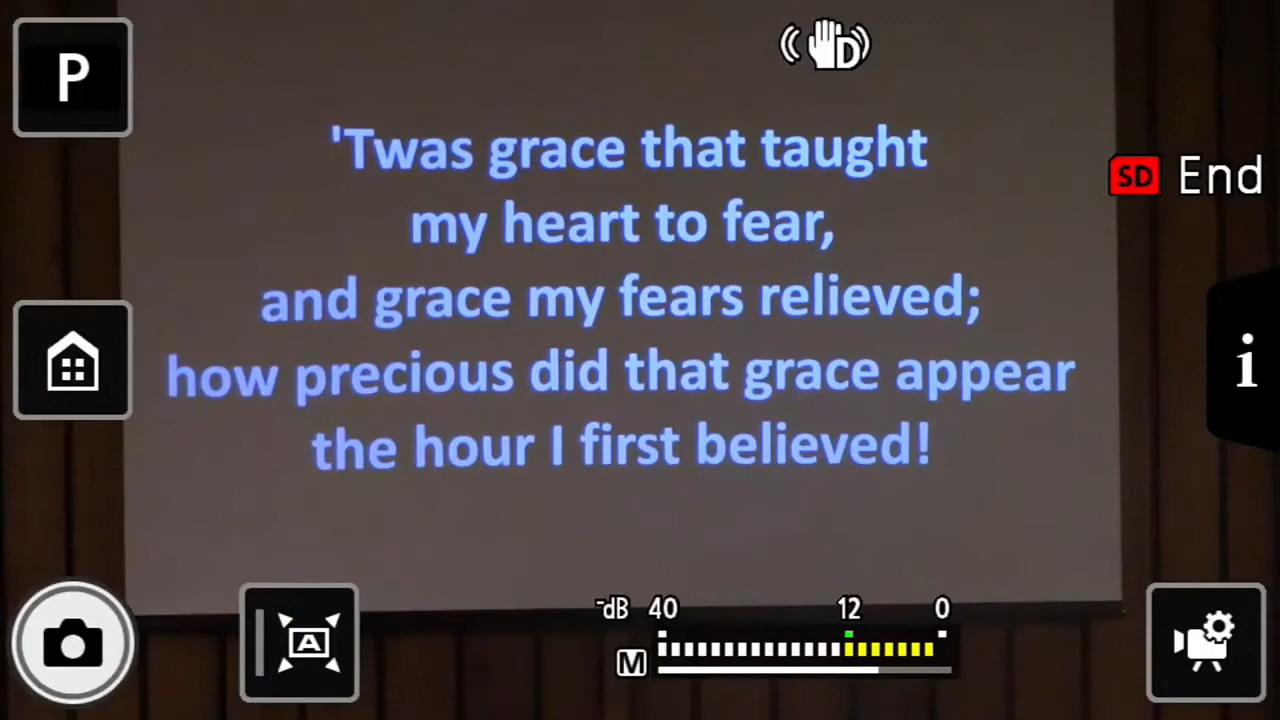 P
D
'Twas grace that taught
SD End
my heart to fear,
and grace my fears relieved;
i
how precious did that grace appear
the hour I first believed!
A
-dB 40 12 0
M